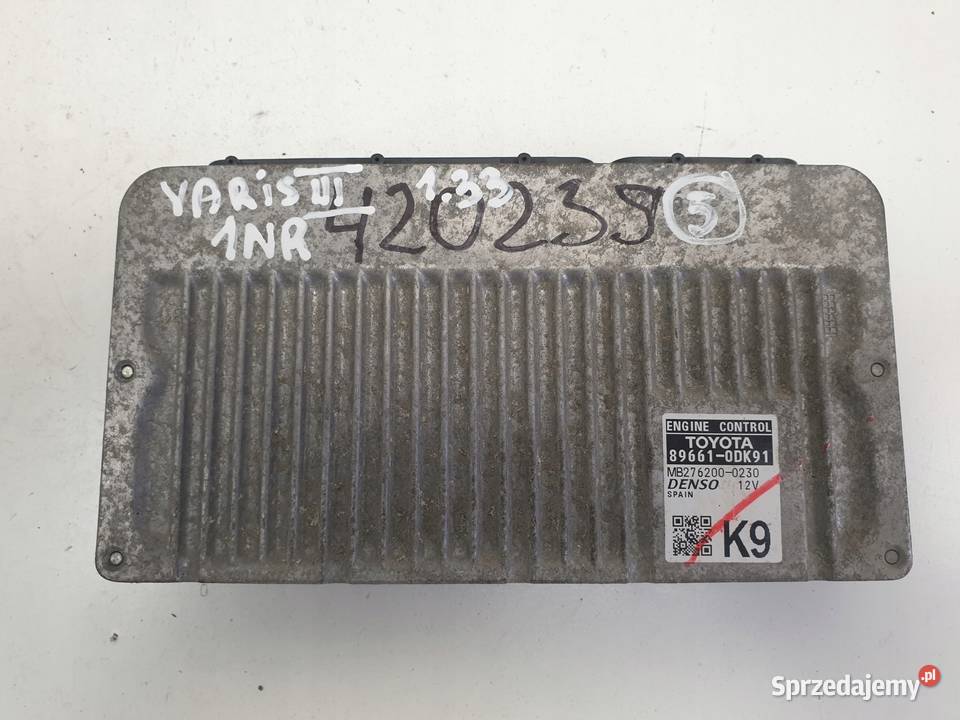 YARiS III 1.33
1NR 420239 5
ENGINE CONTROL
TOYOTA
89661-0DK91
MB276200-0230
DENSO 12V
SPAIN
K9
Sprzedajemy.pl